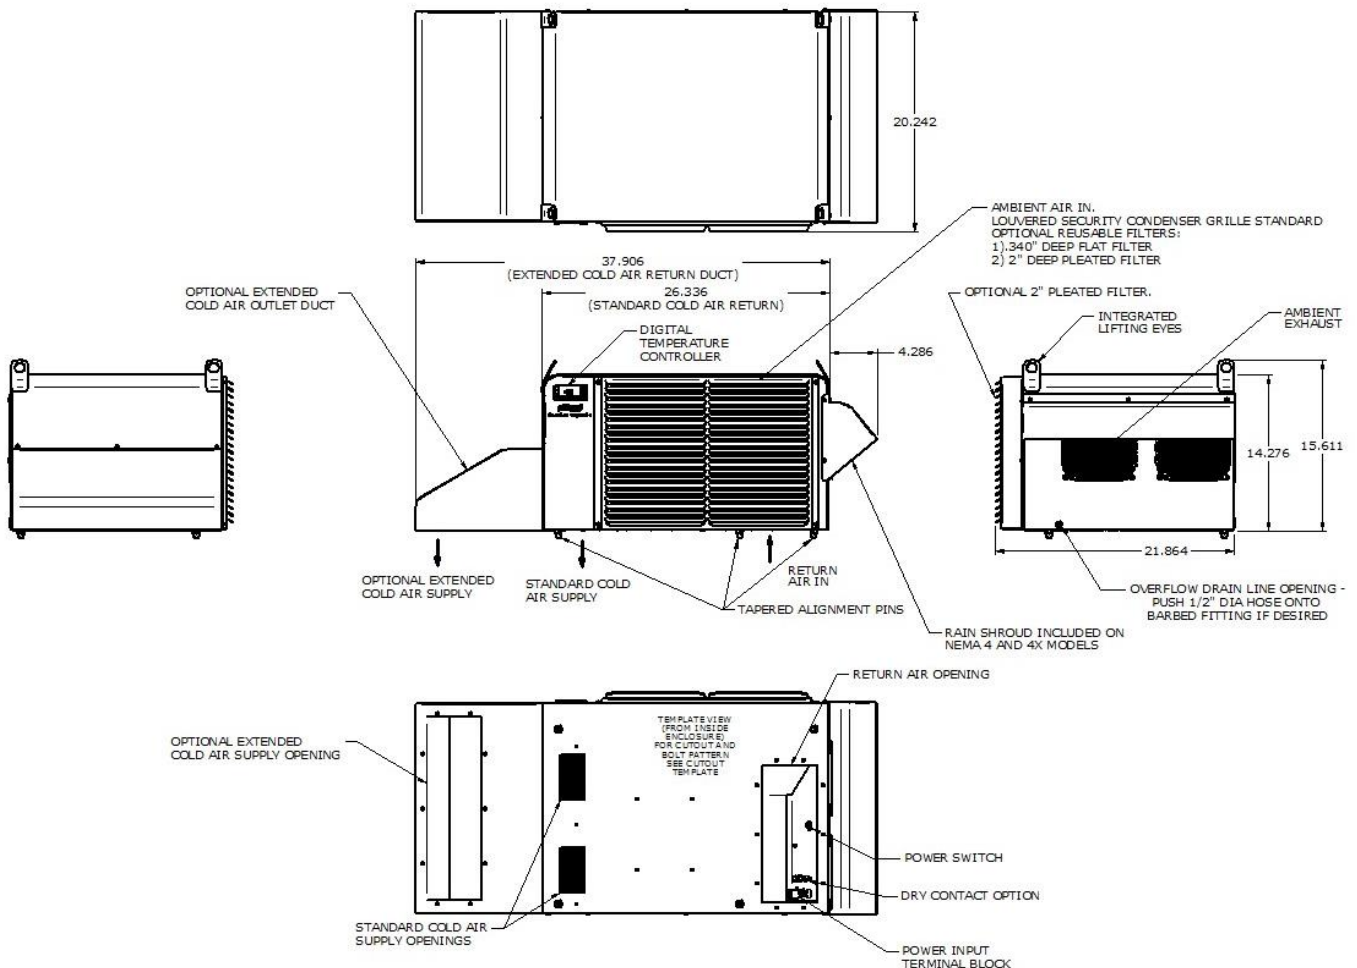 20.242
AMBIENT AIR IN.
LOUVERED SECURITY CONDENSER GRILLE STANDARD
OPTIONAL REUSABLE FILTERS:
1).340" DEEP FLAT FILTER
2) 2" DEEP PLEATED FILTER
37.906
(EXTENDED COLD AIR RETURN DUCT)
26.336
(STANDARD COLD AIR RETURN)
OPTIONAL EXTENDED
COLD AIR OUTLET DUCT
DIGITAL
TEMPERATURE
CONTROLLER
4.286
OPTIONAL 2" PLEATED FILTER.
INTEGRATED
LIFTING EYES
AMBIENT
EXHAUST
14.276
15.611
21.864
OPTIONAL EXTENDED
COLD AIR SUPPLY
STANDARD COLD
AIR SUPPLY
RETURN
AIR IN
TAPERED ALIGNMENT PINS
OVERFLOW DRAIN LINE OPENING -
PUSH 1/2" DIA HOSE ONTO
BARBED FITTING IF DESIRED
RAIN SHROUD INCLUDED ON
NEMA 4 AND 4X MODELS
RETURN AIR OPENING
TEMPLATE VIEW
(FROM INSIDE
ENCLOSURE)
FOR CUTOUT AND
BOLT PATTERN
SEE CUTOUT
TEMPLATE
OPTIONAL EXTENDED
COLD AIR SUPPLY OPENING
POWER SWITCH
DRY CONTACT OPTION
STANDARD COLD AIR
SUPPLY OPENINGS
POWER INPUT
TERMINAL BLOCK